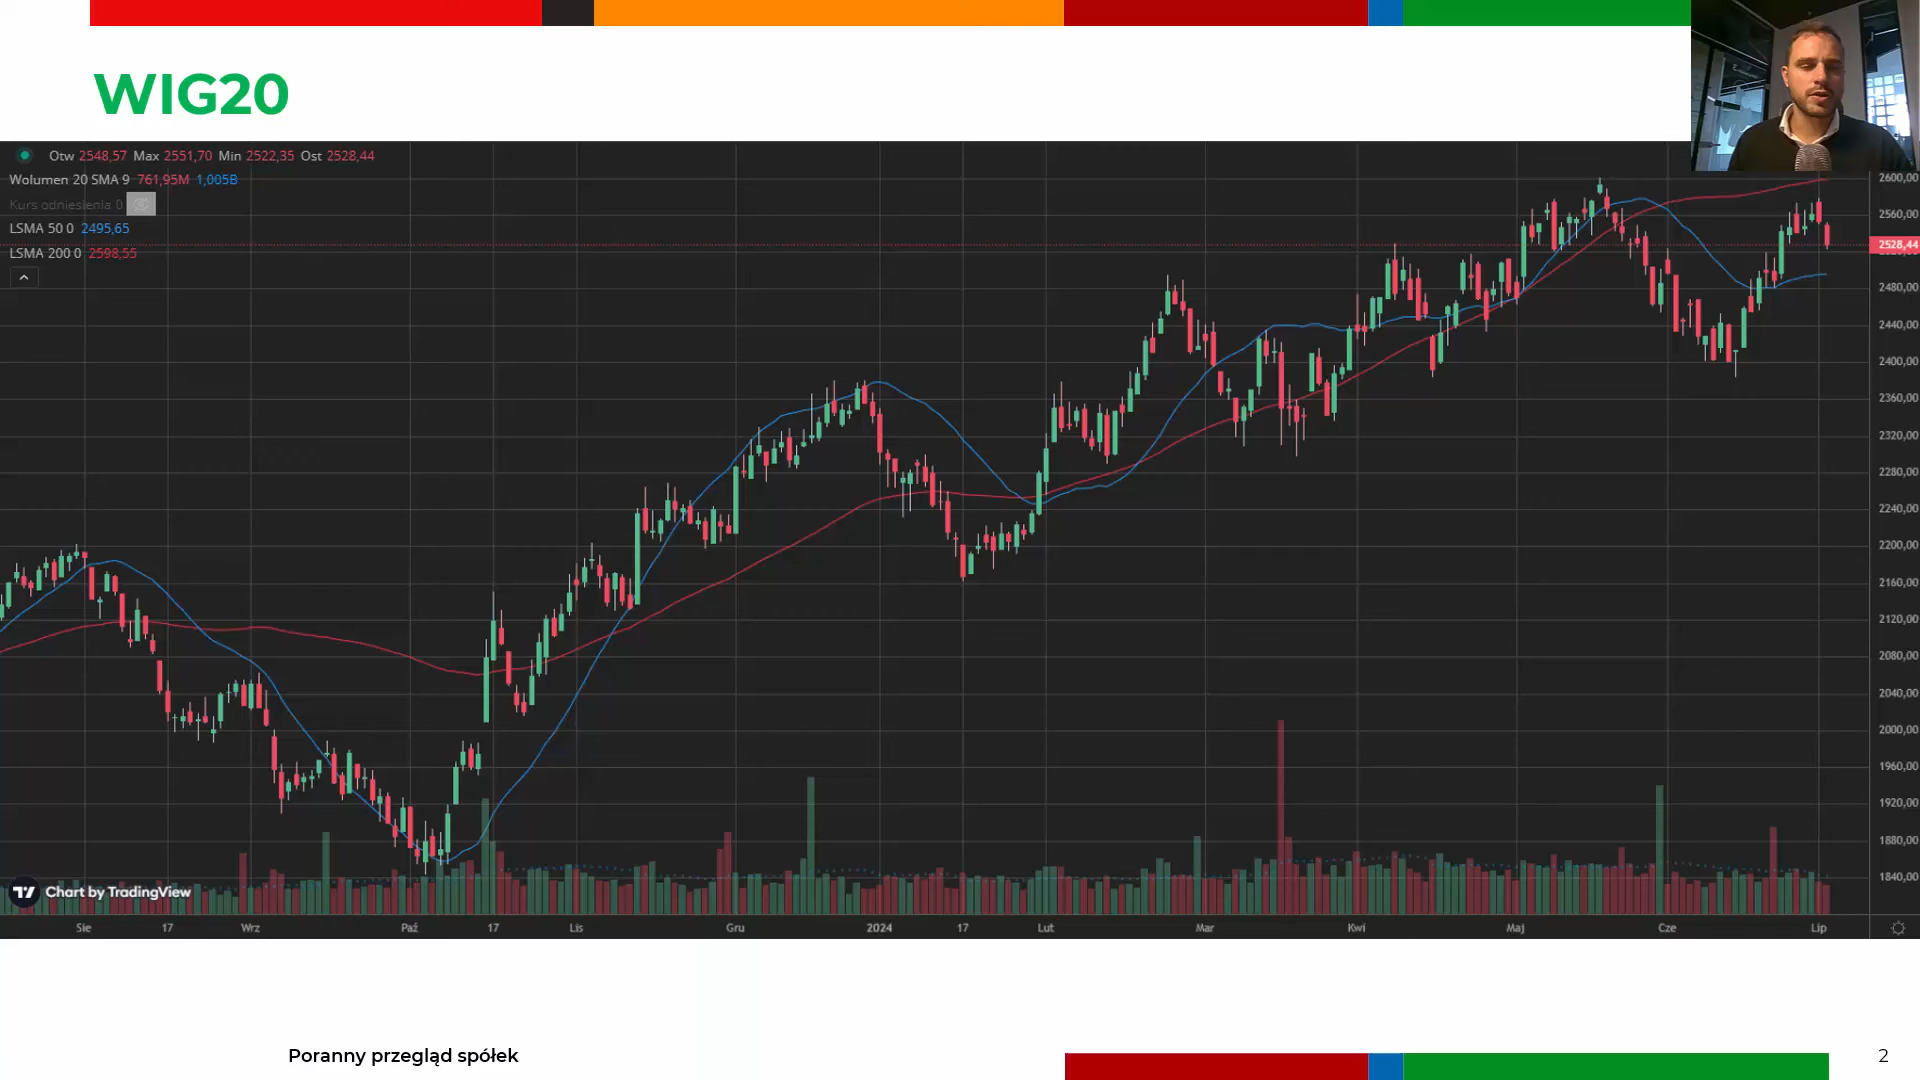 WIG20
Otw 2548,57 Max 2551,70 Min 2522,35 Ost 2528,44
Wolumen 20 SMA 9 761,95M 1,005B
Kurs odniesienia 0
LSMA 50 0 2495,65
LSMA 200 0 2598,55
2600,00
2560,00
2528,44
2480,00
2440,00
2400,00
2360,00
2320,00
2280,00
2240,00
2200,00
2160,00
2120,00
2080,00
2040,00
2000,00
1960,00
1920,00
1880,00
1840,00
Chart by TradingView
Sie 17 Wrz Paź 17 Lis Gru 2024 17 Lut Mar Kwi Maj Cze Lip
Poranny przegląd spółek
2